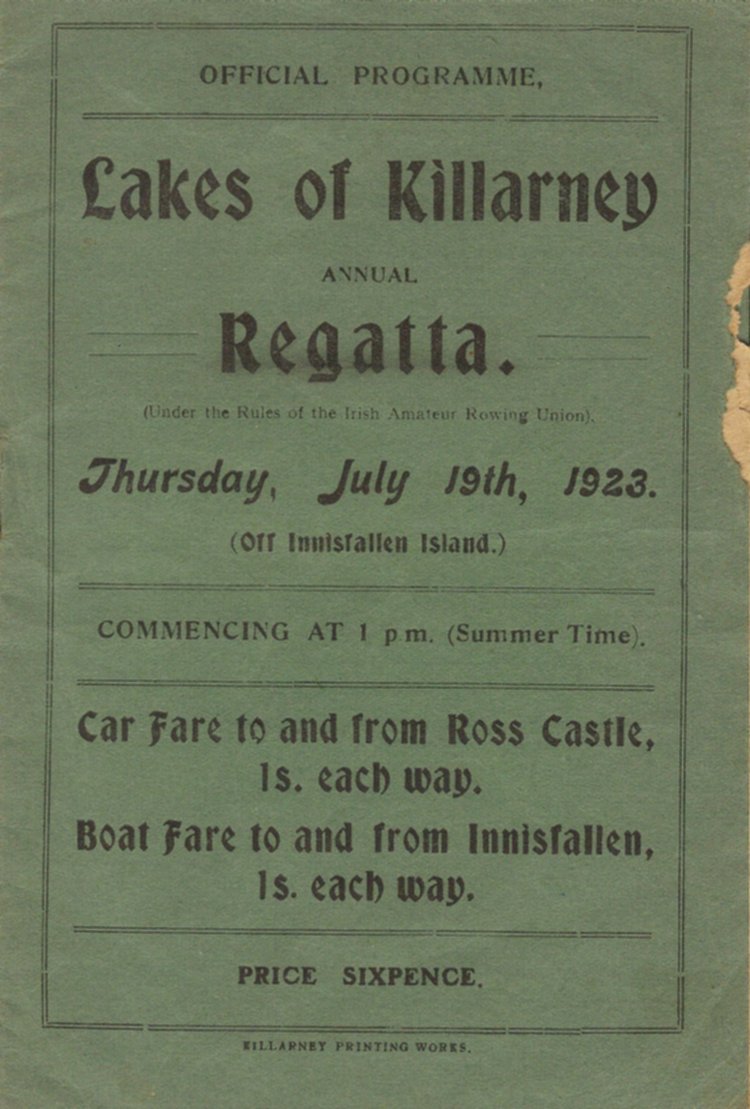 OFFICIAL PROGRAMME,
Lakes of Killarney
ANNUAL
Regatta.
(Under the Rules of the Irish Amateur Rowing Union).
Thursday, July 19th, 1923.
(Off Innisfallen Island.)
COMMENCING AT 1 p m. (Summer Time).
Car Fare to and from Ross Castle,
1s. each way.
Boat Fare to and from Innisfallen,
1s. each way.
PRICE SIXPENCE.
KILLARNEY PRINTING WORKS.